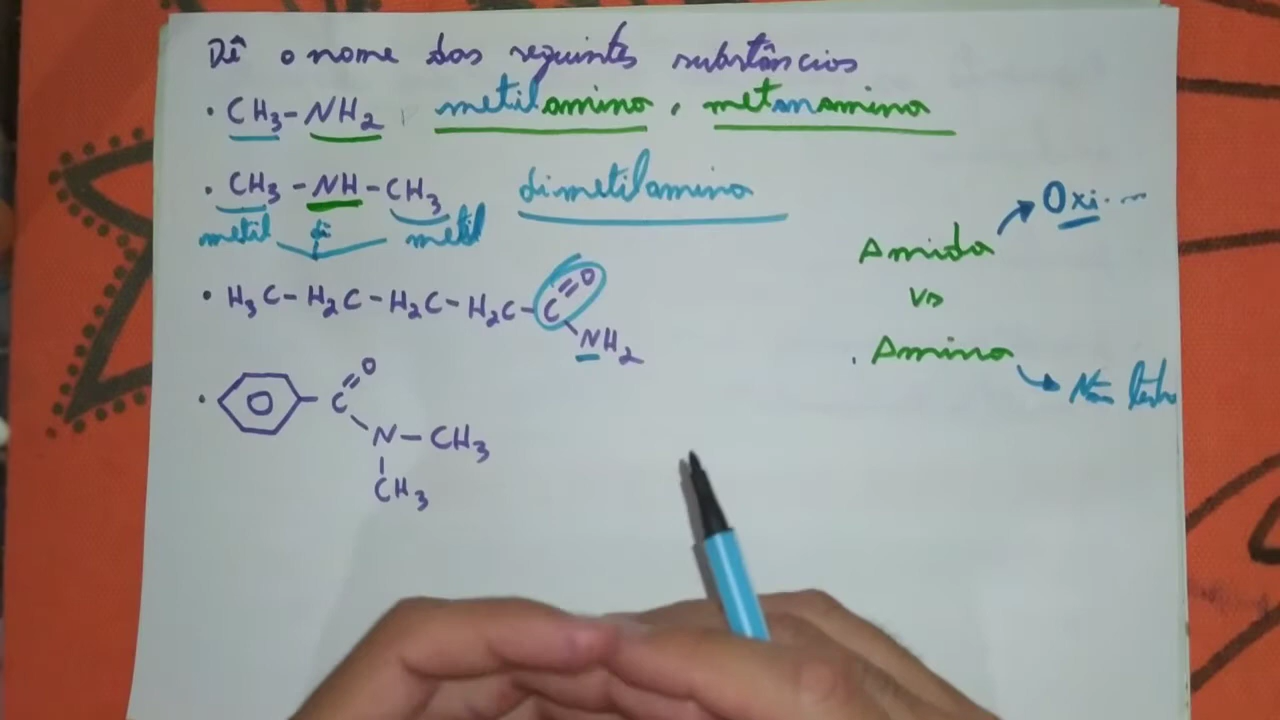 Dê o nome das seguintes substâncias
• CH3-NH2 , metilamina , metanamina
• CH3-NH-CH3 dimetilamina
metil di metil
• H3C-H2C-H2C-H2C-C=O
NH2
• C=O
N-CH3
CH3
Amida Oxi...
vs
. Amina Não